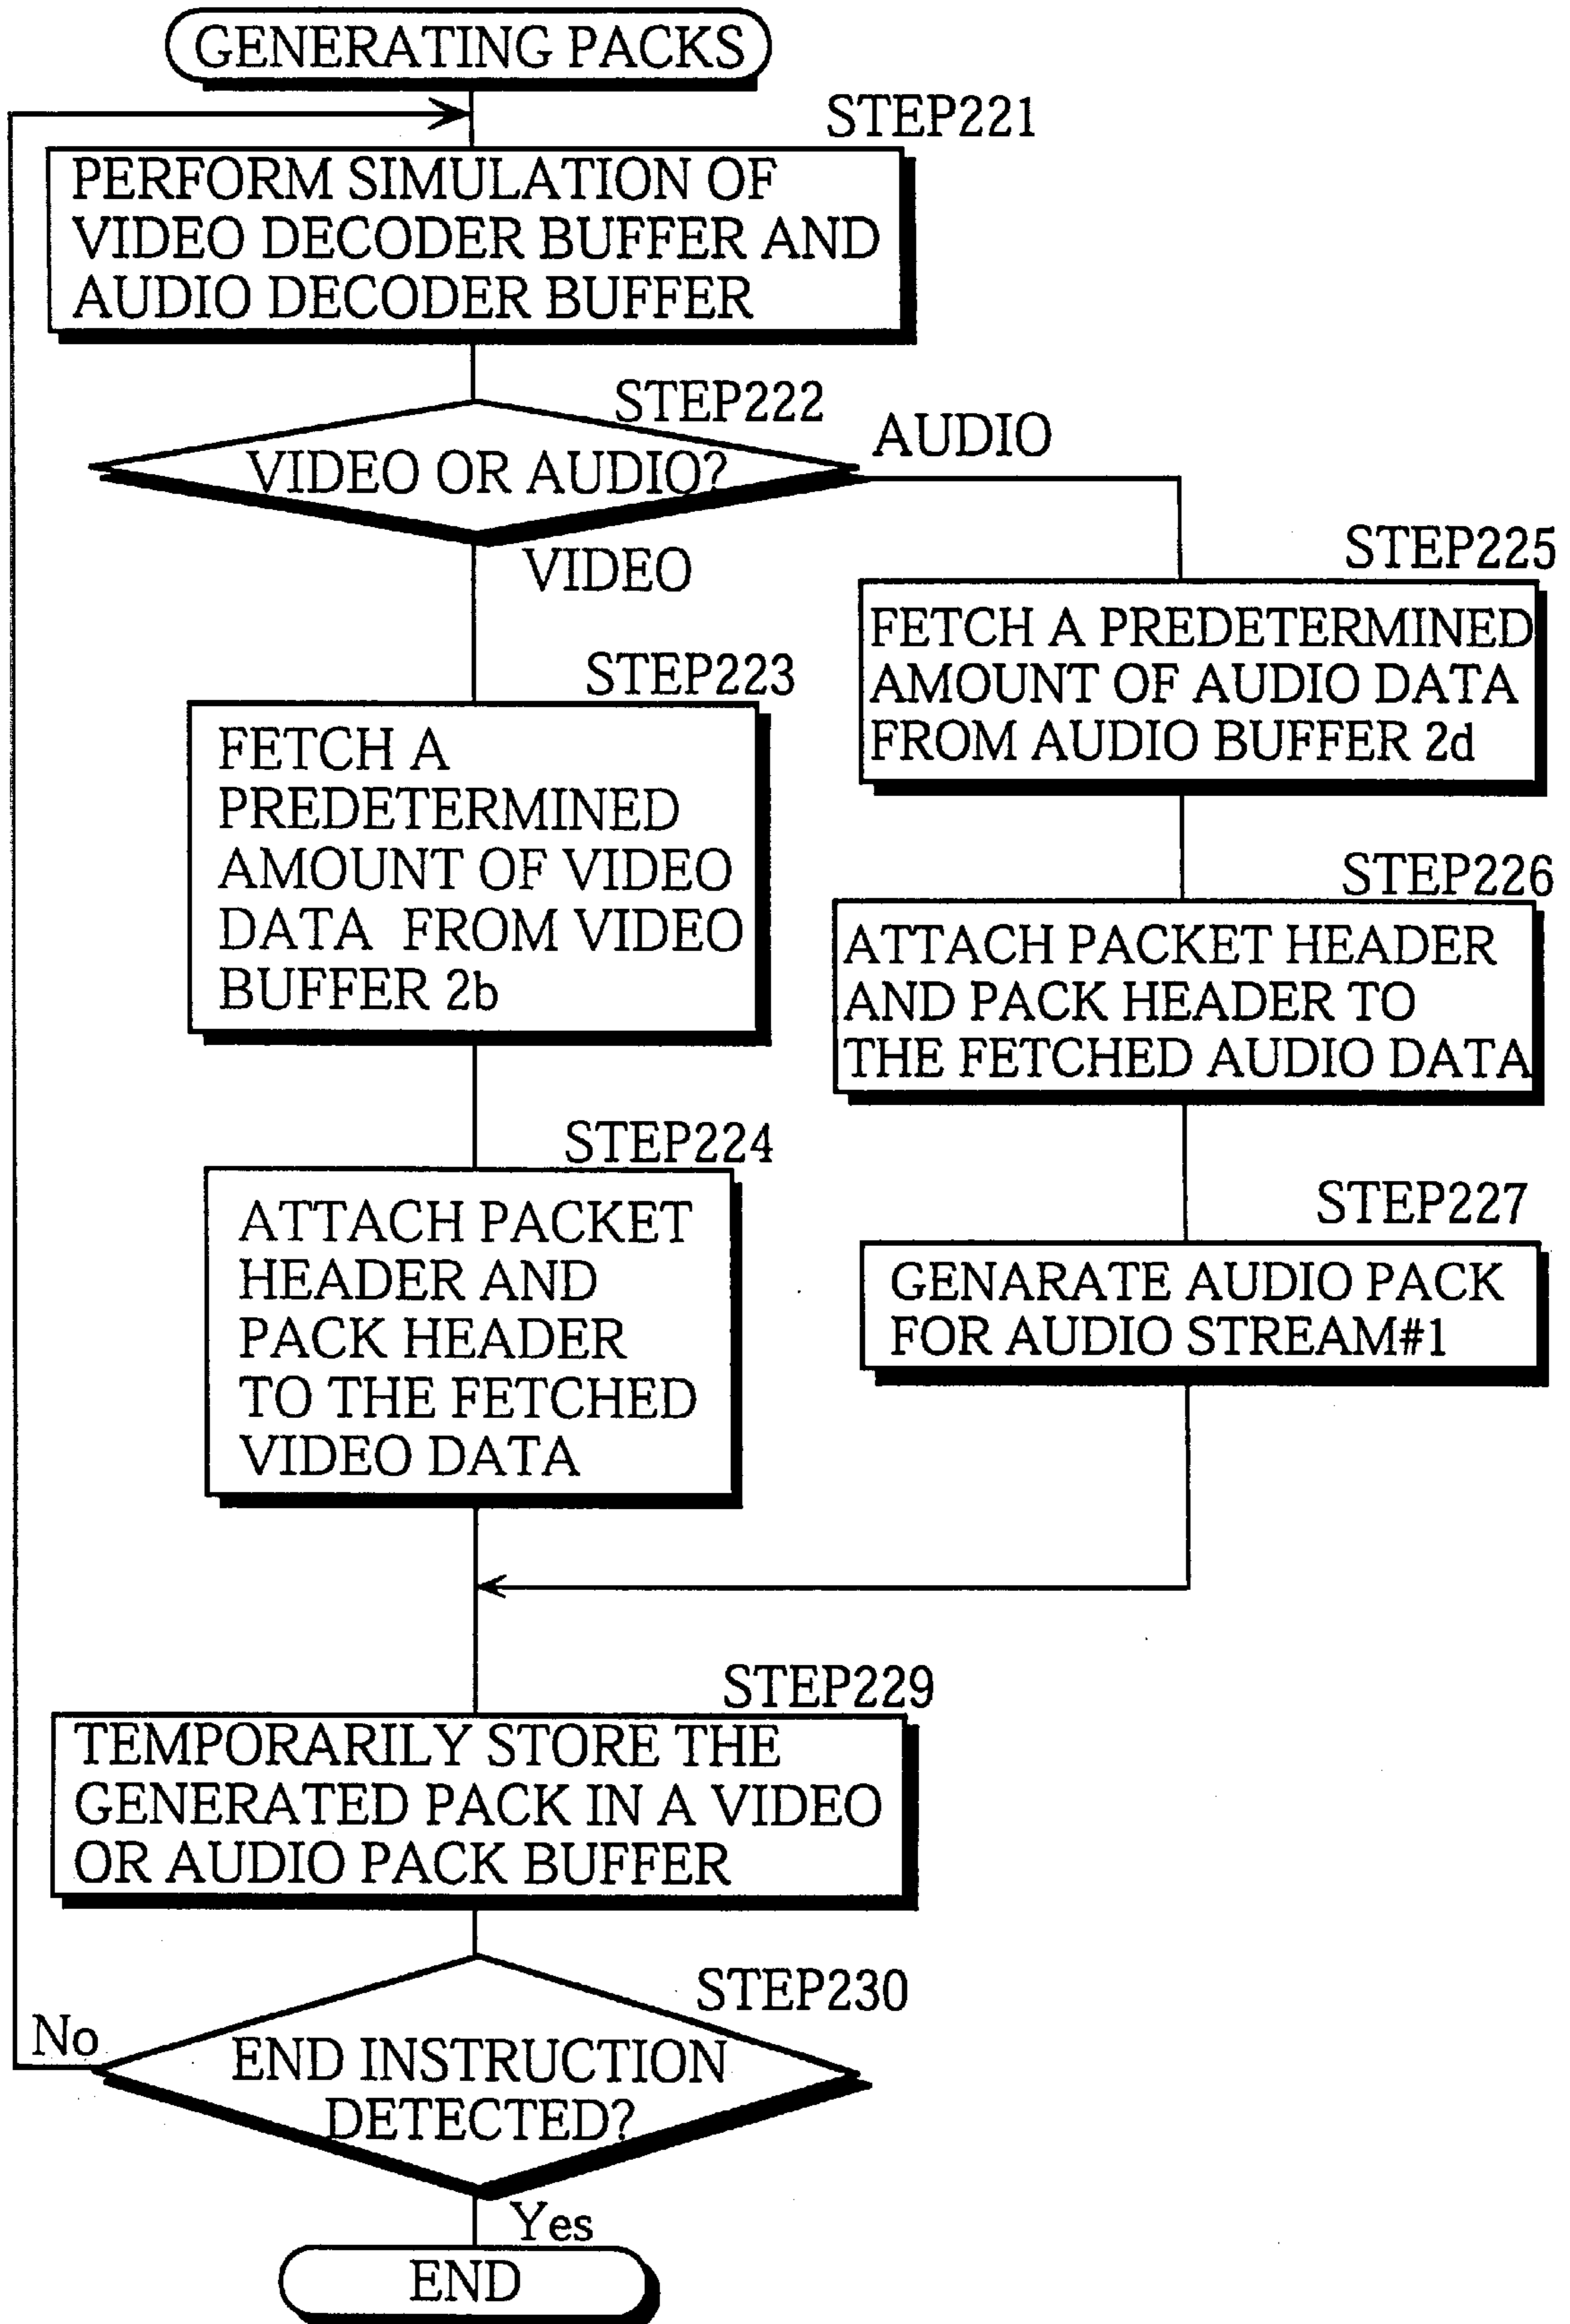 GENERATING PACKS
STEP221
PERFORM SIMULATION OF
VIDEO DECODER BUFFER AND
AUDIO DECODER BUFFER
STEP222
VIDEO OR AUDIO?
AUDIO
VIDEO
STEP223
FETCH A
PREDETERMINED
AMOUNT OF VIDEO
DATA FROM VIDEO
BUFFER 2b
STEP224
ATTACH PACKET
HEADER AND
PACK HEADER
TO THE FETCHED
VIDEO DATA
STEP225
FETCH A PREDETERMINED
AMOUNT OF AUDIO DATA
FROM AUDIO BUFFER 2d
STEP226
ATTACH PACKET HEADER
AND PACK HEADER TO
THE FETCHED AUDIO DATA
STEP227
GENARATE AUDIO PACK
FOR AUDIO STREAM#1
STEP229
TEMPORARILY STORE THE
GENERATED PACK IN A VIDEO
OR AUDIO PACK BUFFER
STEP230
END INSTRUCTION
DETECTED?
No
Yes
END